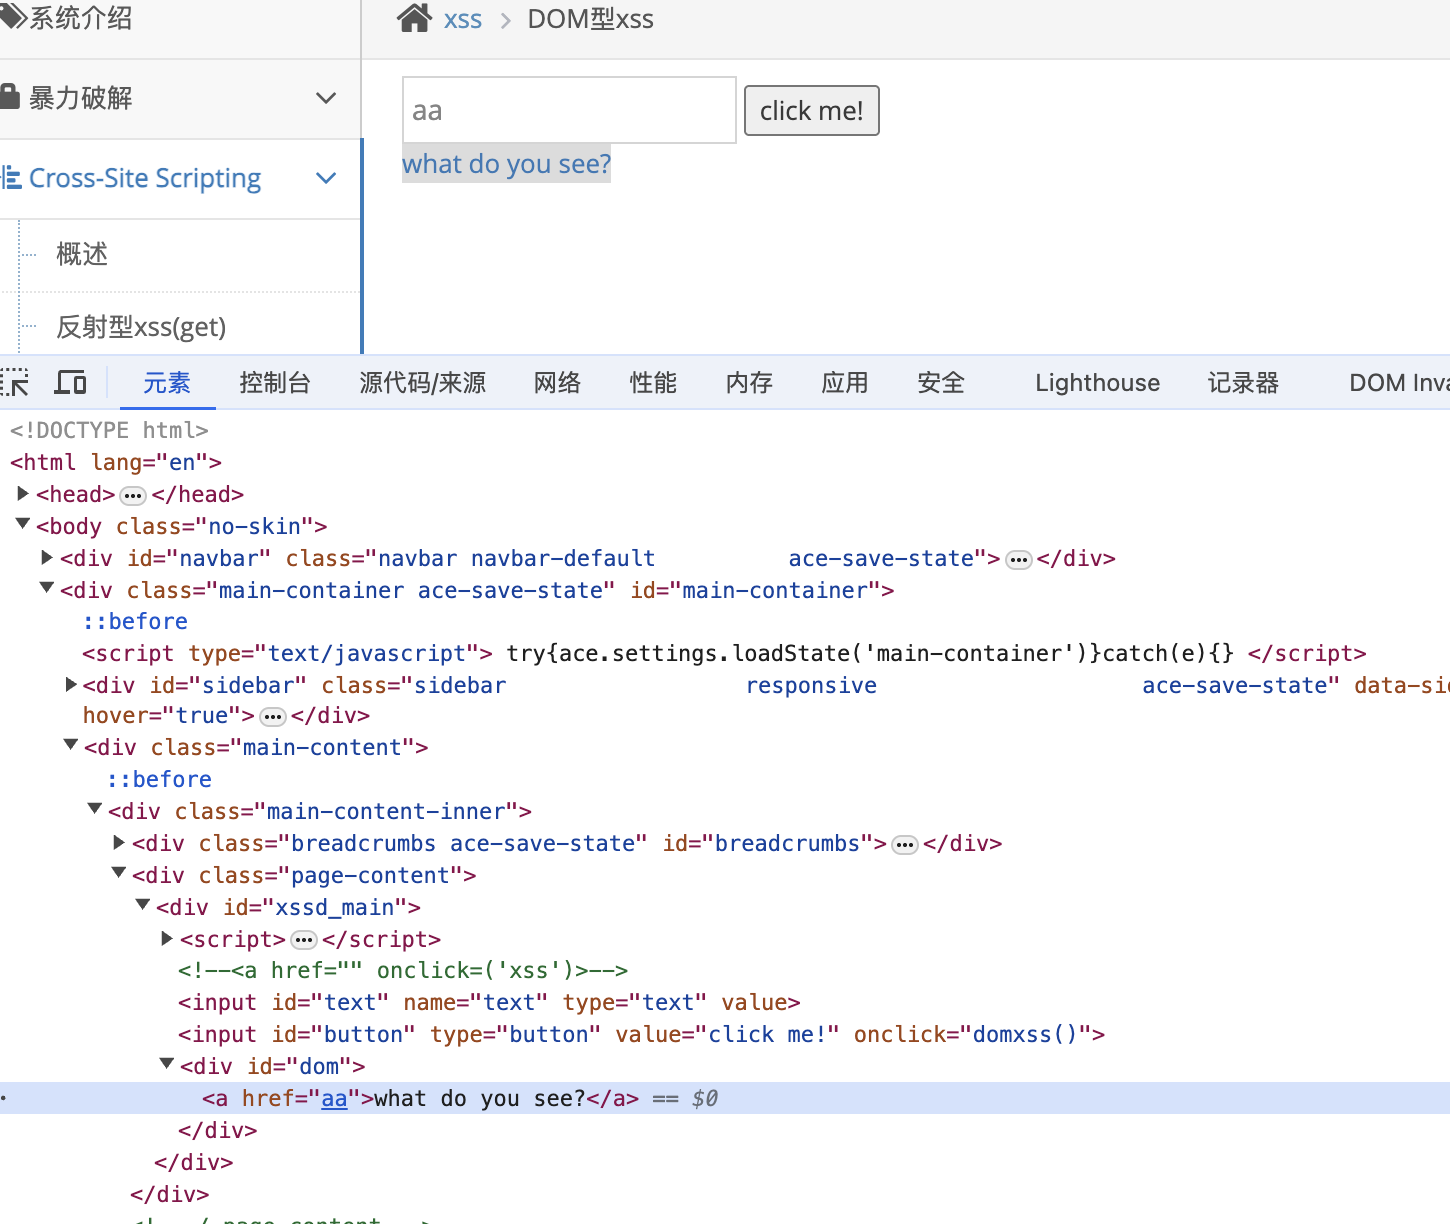 系统介绍
xss > DOM型xss
暴力破解
aa
click me!
what do you see?
Cross-Site Scripting
概述
反射型xss(get)
元素 控制台 源代码/来源 网络 性能 内存 应用 安全 Lighthouse 记录器 DOM Inva
<!DOCTYPE html>
<html lang="en">
<head>…</head>
<body class="no-skin">
<div id="navbar" class="navbar navbar-default ace-save-state">…</div>
<div class="main-container ace-save-state" id="main-container">
::before
<script type="text/javascript"> try{ace.settings.loadState('main-container')}catch(e){} </script>
<div id="sidebar" class="sidebar responsive ace-save-state" data-sid
hover="true">…</div>
<div class="main-content">
::before
<div class="main-content-inner">
<div class="breadcrumbs ace-save-state" id="breadcrumbs">…</div>
<div class="page-content">
<div id="xssd_main">
<script>…</script>
<!--<a href="" onclick=('xss')>-->
<input id="text" name="text" type="text" value>
<input id="button" type="button" value="click me!" onclick="domxss()">
<div id="dom">
<a href="aa">what do you see?</a> == $0
</div>
</div>
</div>